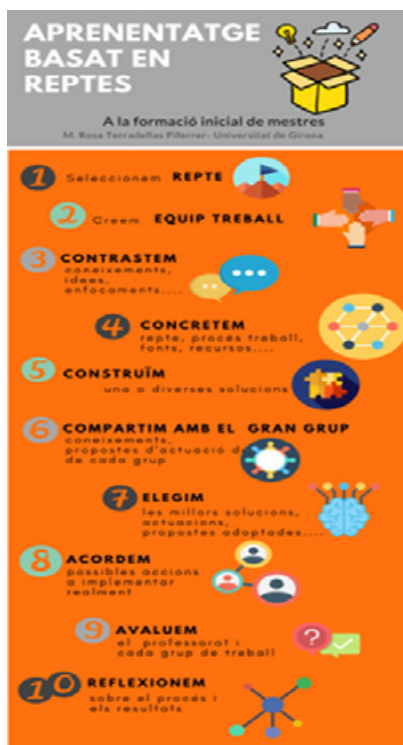 APRENENTATGE
BASAT EN
REPTES
A la formació inicial de mestres
M. Rosa Terradellas Piferrer- Universitat de Girona
1 Seleccionem REPTE
2 Creem EQUIP TREBALL
3 CONTRASTEM
coneixements,
idees,
enfocaments....
4 CONCRETEM
repte, procés treball,
fonts, recursos....
5 CONSTRUÏM
una o diverses solucions
6 COMPARTIM AMB EL GRAN GRUP
coneixements,
propostes d'actuació d
de cada grup
7 ELEGIM
les millors solucions,
actuacions,
propostes adoptades....
8 ACORDEM
possibles accions
a implementar
realment
9 AVALUEM
el professorat i
cada grup de treball
10 REFLEXIONEM
sobre el procés i
els resultats